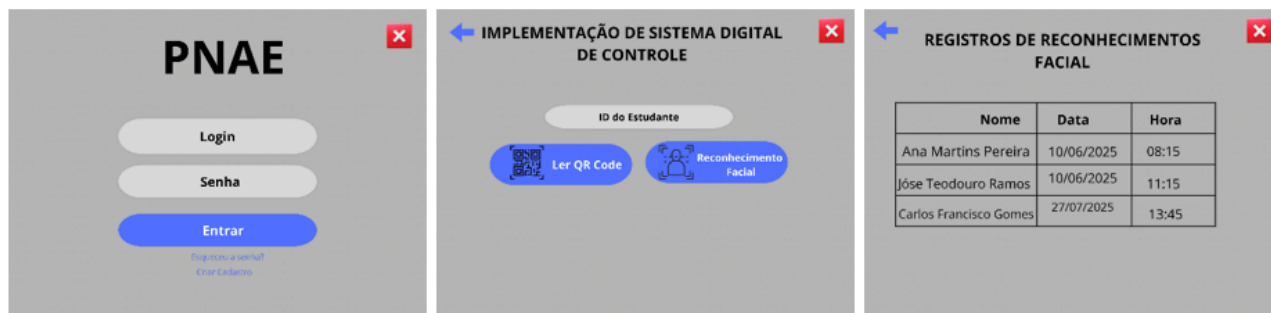 PNAE
Login
Senha
Entrar
Esqueceu a senha?
Criar Cadastro
IMPLEMENTAÇÃO DE SISTEMA DIGITAL
DE CONTROLE
ID do Estudante
Ler QR Code
Reconhecimento
Facial
REGISTROS DE RECONHECIMENTOS
FACIAL
Nome Data Hora
Ana Martins Pereira 10/06/2025 08:15
Jóse Teodouro Ramos 10/06/2025 11:15
Carlos Francisco Gomes 27/07/2025 13:45